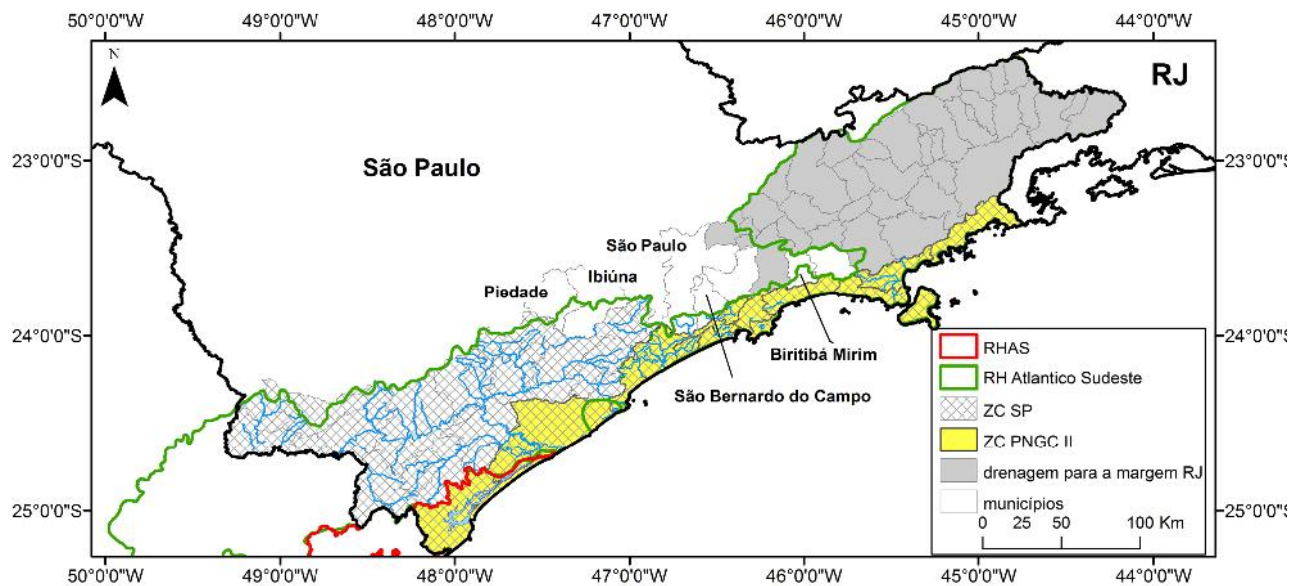 50°0'0"W 49°0'0"W 48°0'0"W 47°0'0"W 46°0'0"W 45°0'0"W 44°0'0"W
N
RJ
23°0'0"S 23°0'0"S
São Paulo
São Paulo
Ibiúna
Piedade
24°0'0"S 24°0'0"S
Biritibá Mirim
São Bernardo do Campo
RHAS
RH Atlantico Sudeste
ZC SP
ZC PNGC II
drenagem para a margem RJ
municípios
0 25 50 100 Km
25°0'0"S 25°0'0"S
50°0'0"W 49°0'0"W 48°0'0"W 47°0'0"W 46°0'0"W 45°0'0"W 44°0'0"W